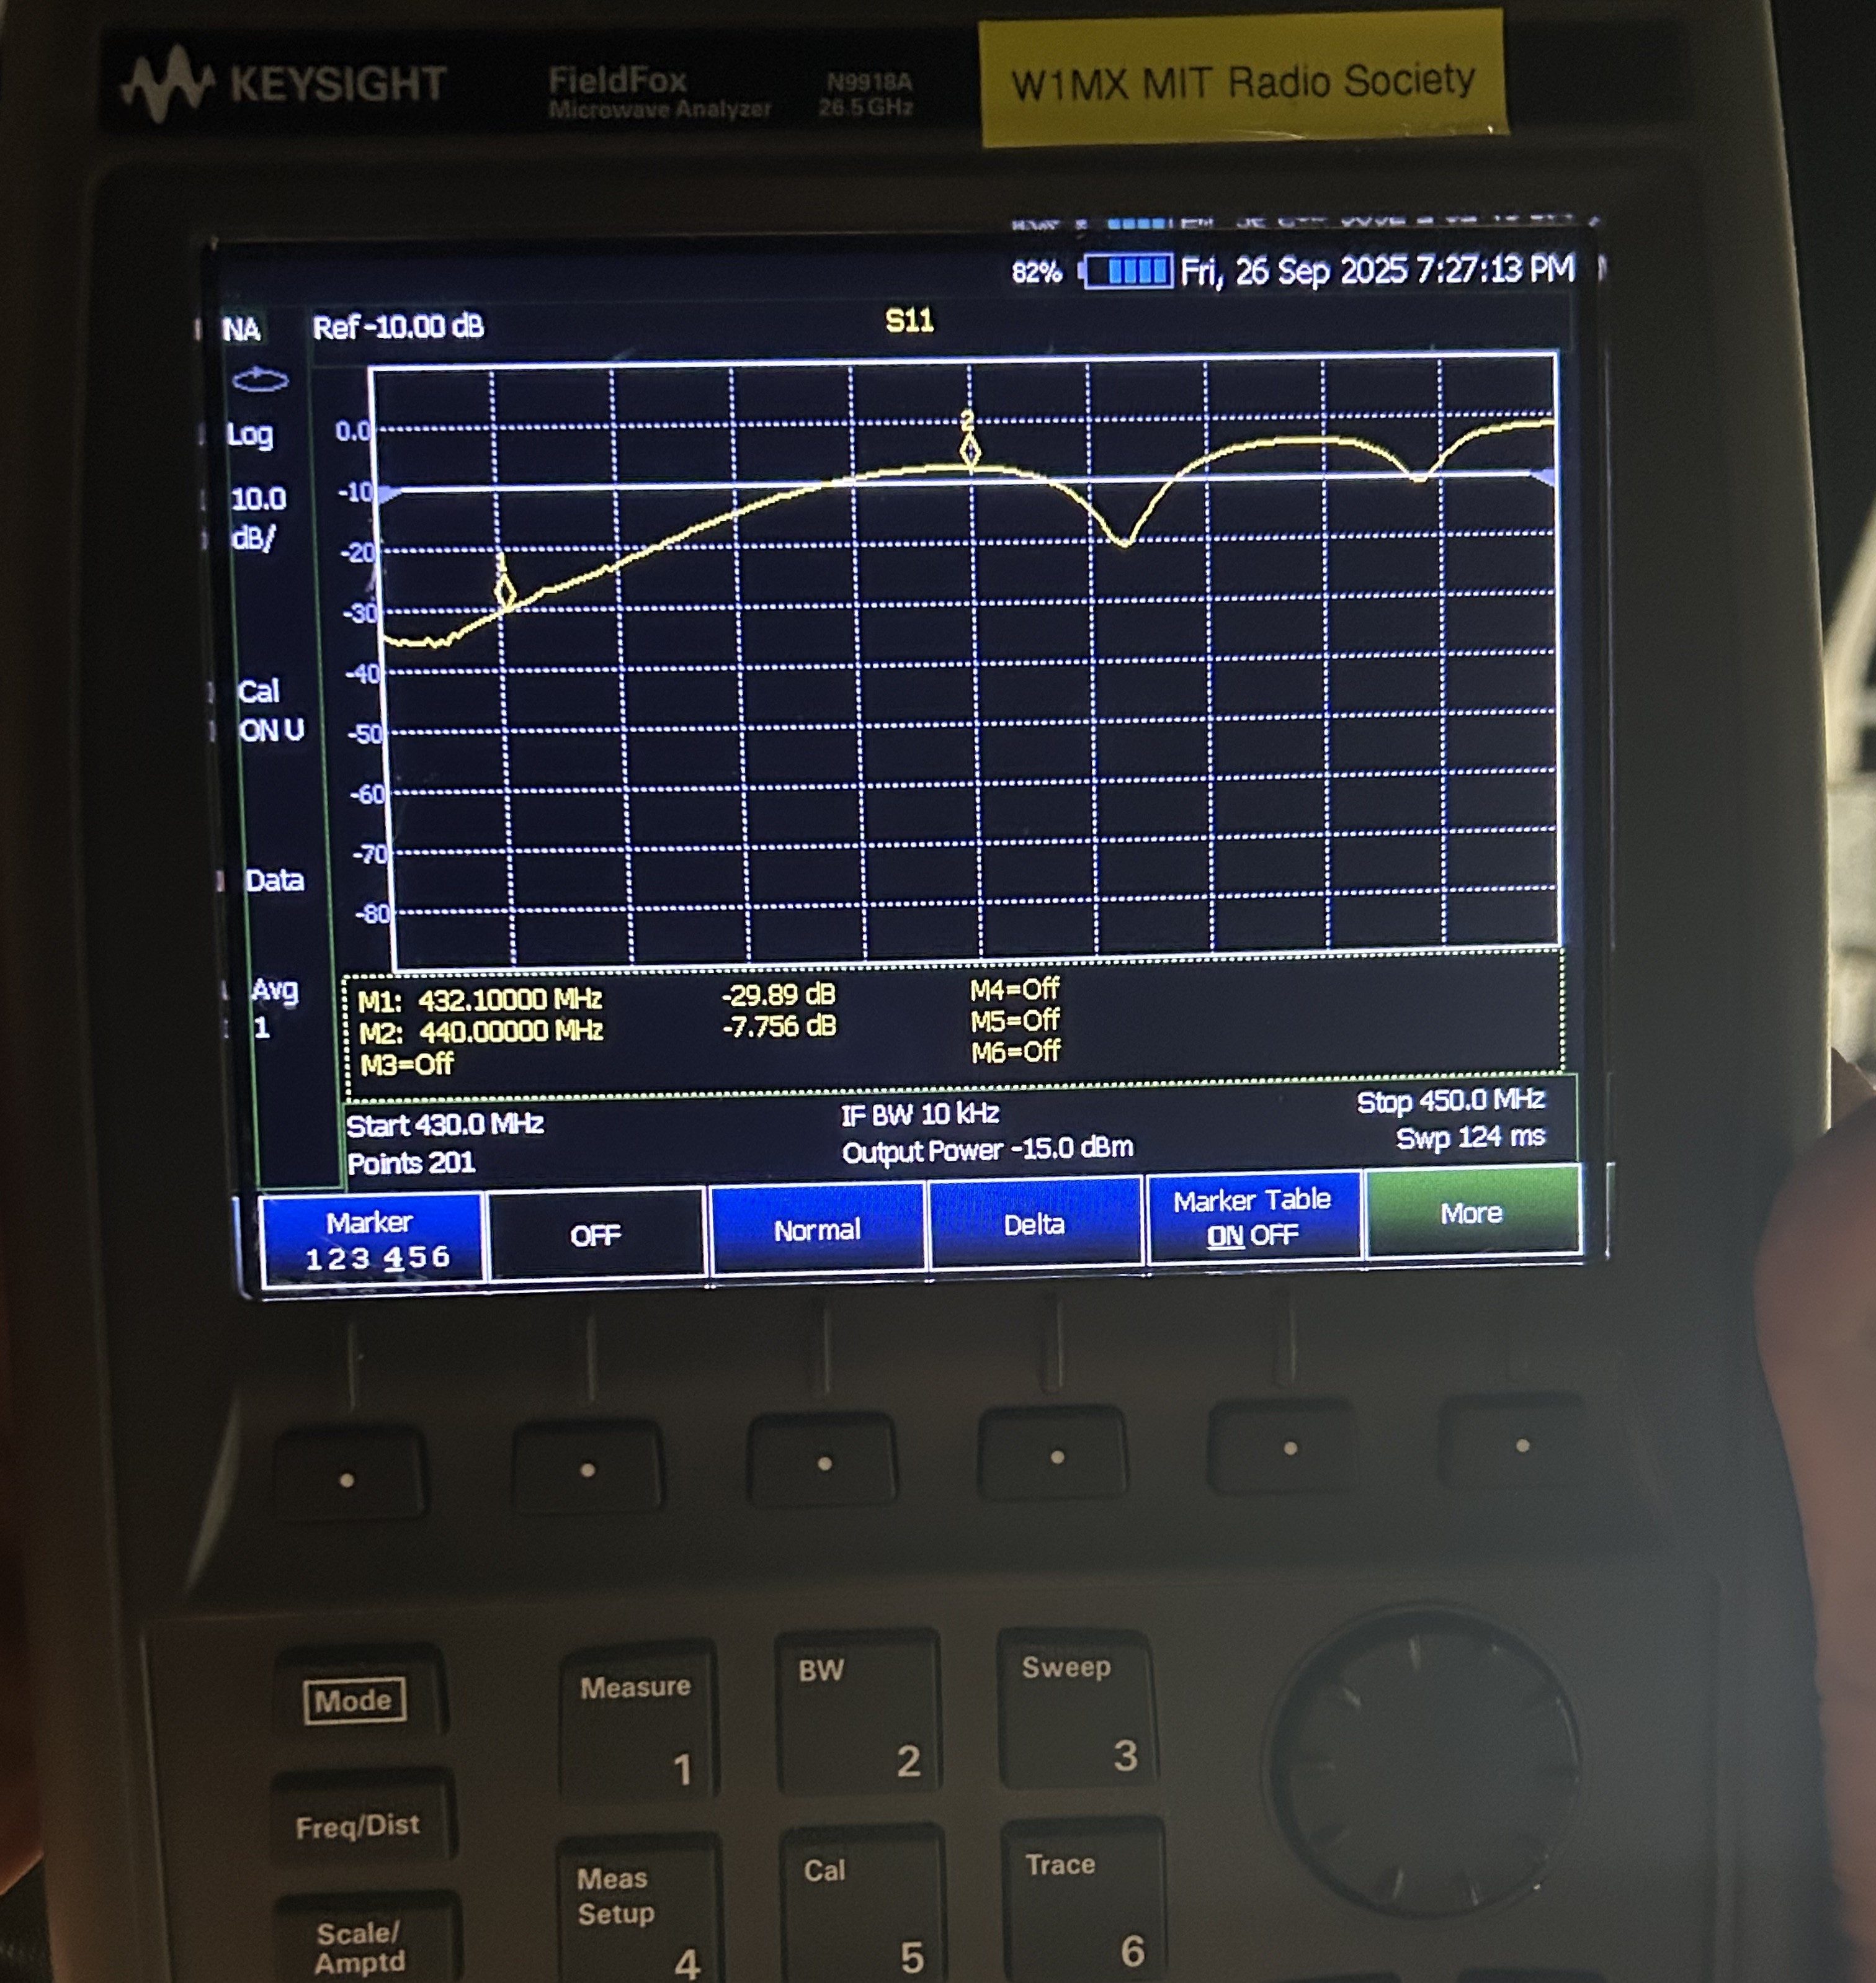 KEYSIGHT
FieldFox
Microwave Analyzer
N9918A
26.5 GHz
W1MX MIT Radio Society
82%
Fri, 26 Sep 2025 7:27:13 PM
NA
Ref -10.00 dB
S11
Log
10.0
dB/
Cal
ON U
Data
Avg
1
0.0
-10
-20
-30
-40
-50
-60
-70
-80
1
2
M1: 432.10000 MHz -29.89 dB
M2: 440.00000 MHz -7.756 dB
M3=Off
M4=Off
M5=Off
M6=Off
Start 430.0 MHz
Points 201
IF BW 10 kHz
Output Power -15.0 dBm
Stop 450.0 MHz
Swp 124 ms
Marker
1 2 3 4 5 6
OFF
Normal
Delta
Marker Table
ON OFF
More
Mode
Measure
1
BW
2
Sweep
3
Freq/Dist
Meas
Setup
4
Cal
5
Trace
6
Scale/
Amptd